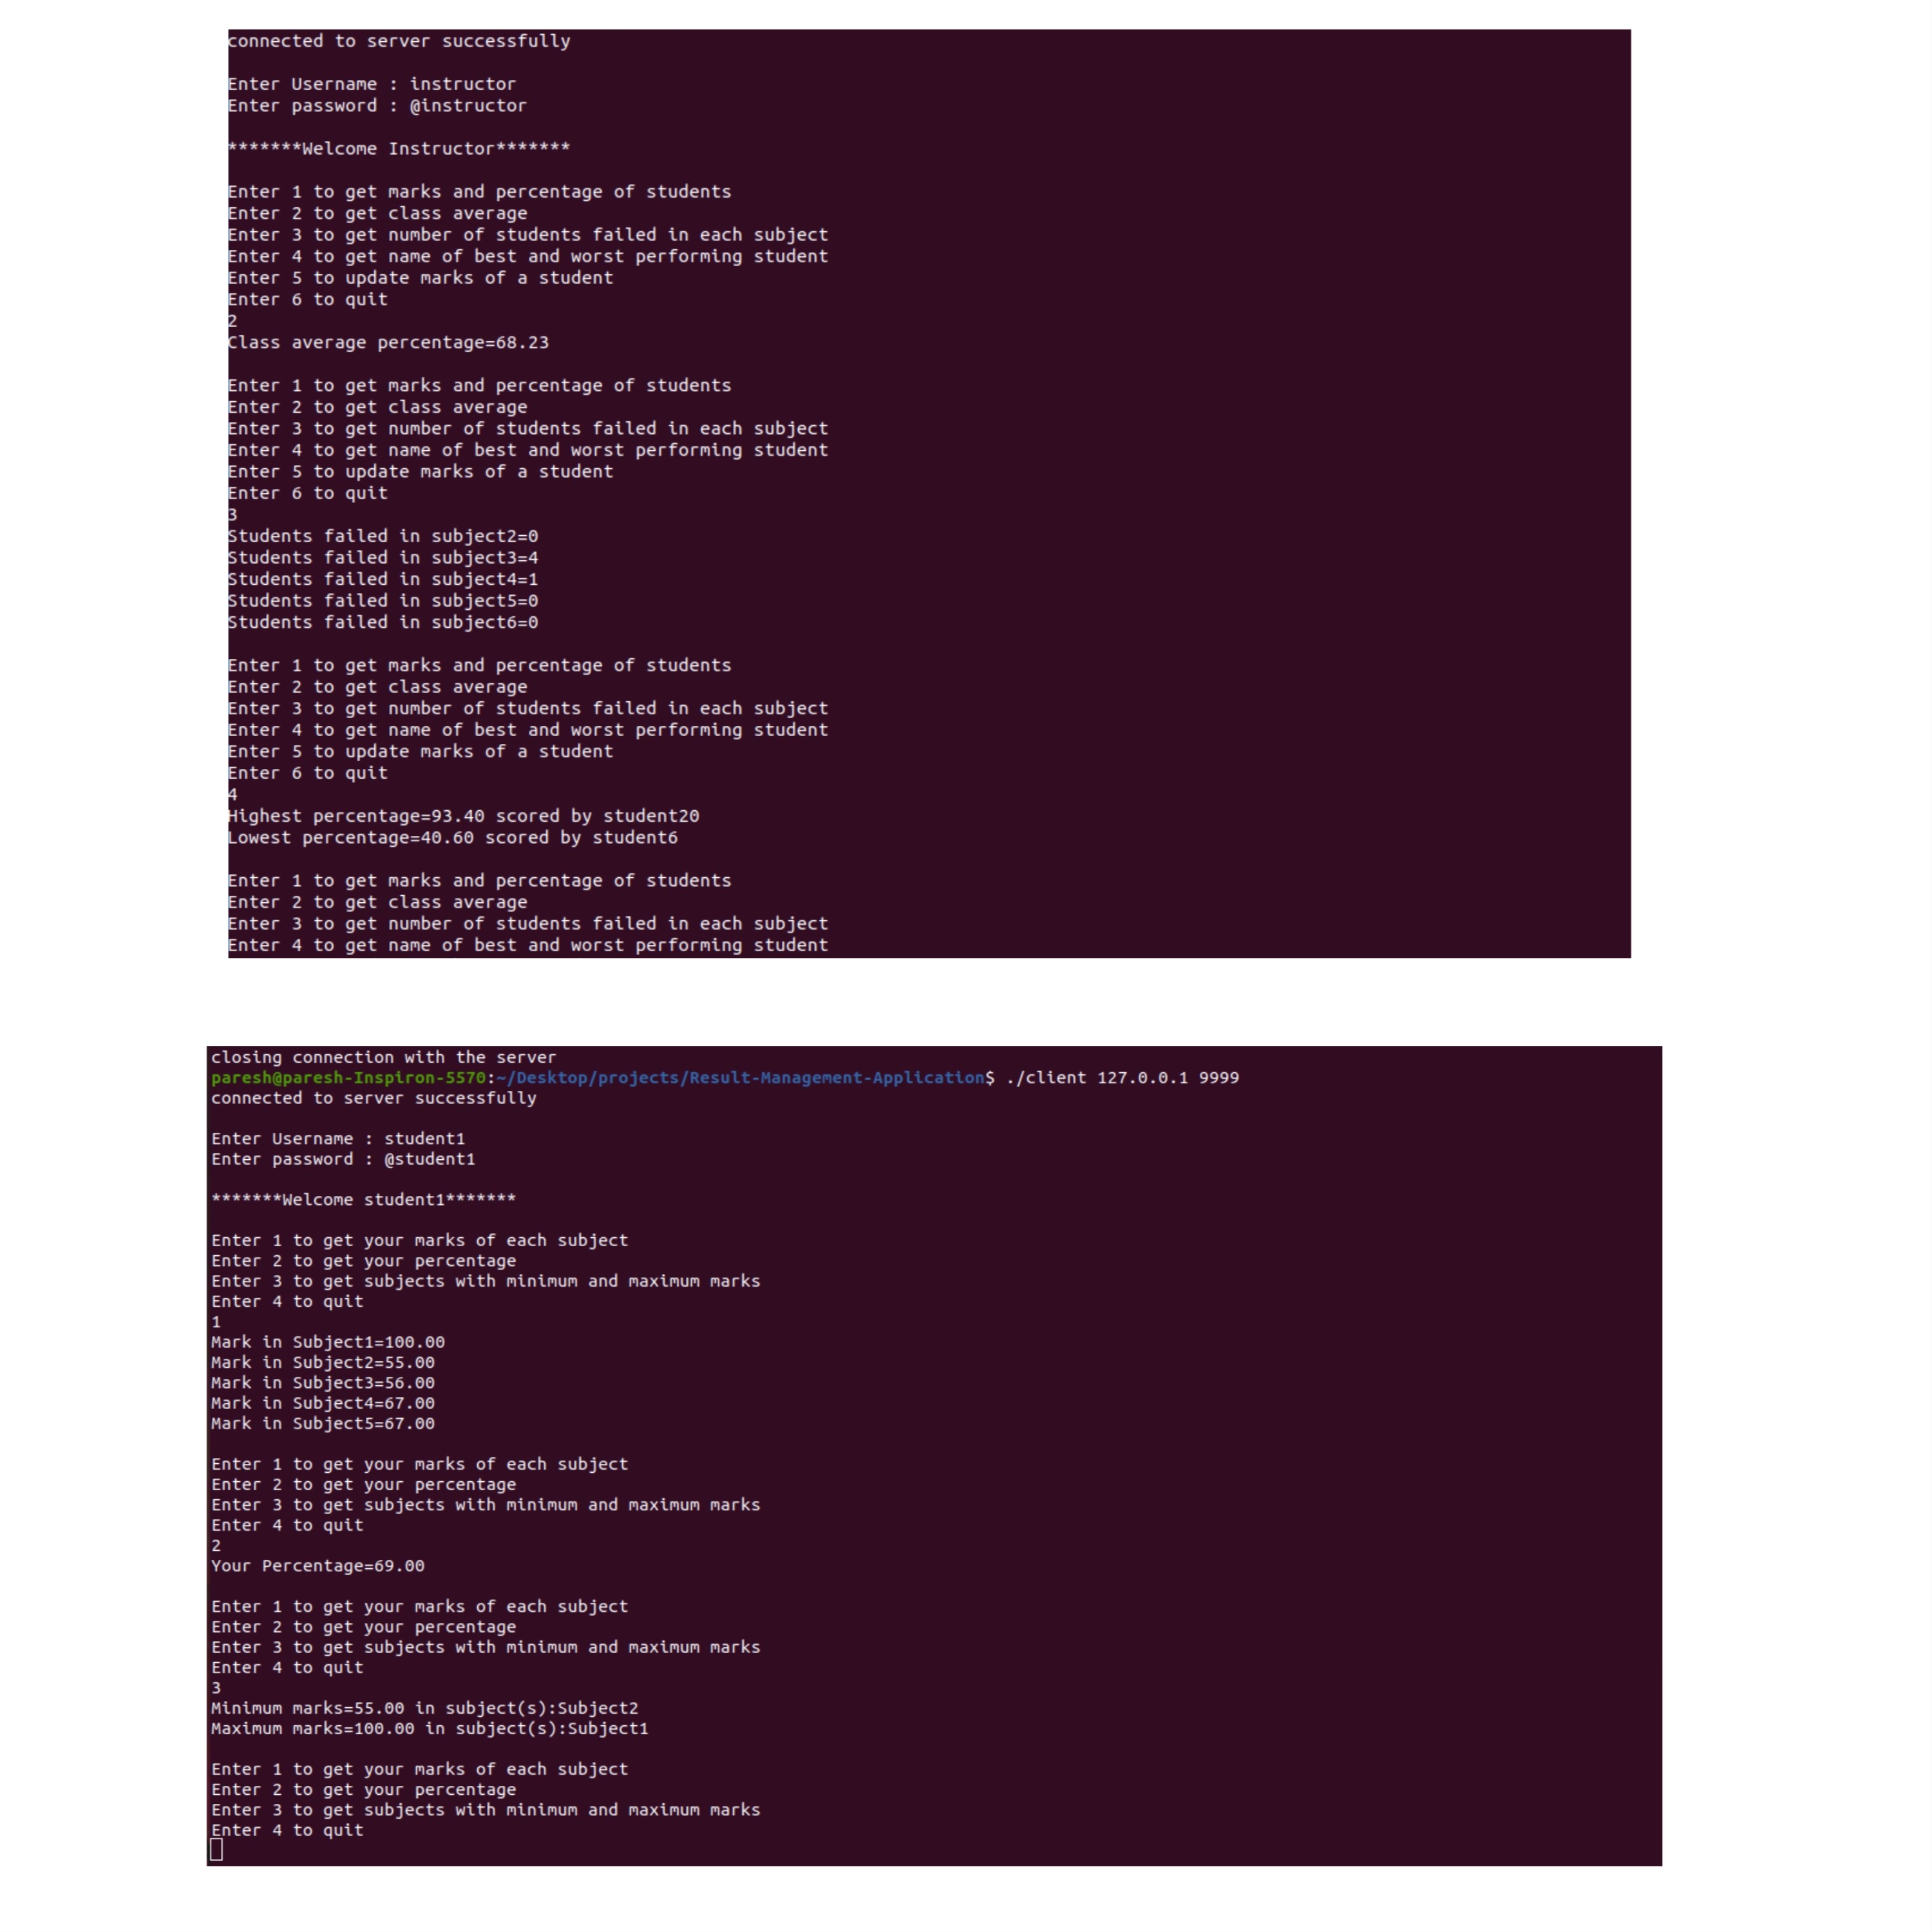 connected to server successfully
Enter Username : instructor
Enter password : @instructor
*******Welcome Instructor*******
Enter 1 to get marks and percentage of students
Enter 2 to get class average
Enter 3 to get number of students failed in each subject
Enter 4 to get name of best and worst performing student
Enter 5 to update marks of a student
Enter 6 to quit
2
Class average percentage=68.23
Enter 1 to get marks and percentage of students
Enter 2 to get class average
Enter 3 to get number of students failed in each subject
Enter 4 to get name of best and worst performing student
Enter 5 to update marks of a student
Enter 6 to quit
3
Students failed in subject2=0
Students failed in subject3=4
Students failed in subject4=1
Students failed in subject5=0
Students failed in subject6=0
Enter 1 to get marks and percentage of students
Enter 2 to get class average
Enter 3 to get number of students failed in each subject
Enter 4 to get name of best and worst performing student
Enter 5 to update marks of a student
Enter 6 to quit
4
Highest percentage=93.40 scored by student20
Lowest percentage=40.60 scored by student6
Enter 1 to get marks and percentage of students
Enter 2 to get class average
Enter 3 to get number of students failed in each subject
Enter 4 to get name of best and worst performing student
closing connection with the server
paresh@paresh-Inspiron-5570:~/Desktop/projects/Result-Management-Application$ ./client 127.0.0.1 9999
connected to server successfully
Enter Username : student1
Enter password : @student1
*******Welcome student1*******
Enter 1 to get your marks of each subject
Enter 2 to get your percentage
Enter 3 to get subjects with minimum and maximum marks
Enter 4 to quit
1
Mark in Subject1=100.00
Mark in Subject2=55.00
Mark in Subject3=56.00
Mark in Subject4=67.00
Mark in Subject5=67.00
Enter 1 to get your marks of each subject
Enter 2 to get your percentage
Enter 3 to get subjects with minimum and maximum marks
Enter 4 to quit
2
Your Percentage=69.00
Enter 1 to get your marks of each subject
Enter 2 to get your percentage
Enter 3 to get subjects with minimum and maximum marks
Enter 4 to quit
3
Minimum marks=55.00 in subject(s):Subject2
Maximum marks=100.00 in subject(s):Subject1
Enter 1 to get your marks of each subject
Enter 2 to get your percentage
Enter 3 to get subjects with minimum and maximum marks
Enter 4 to quit